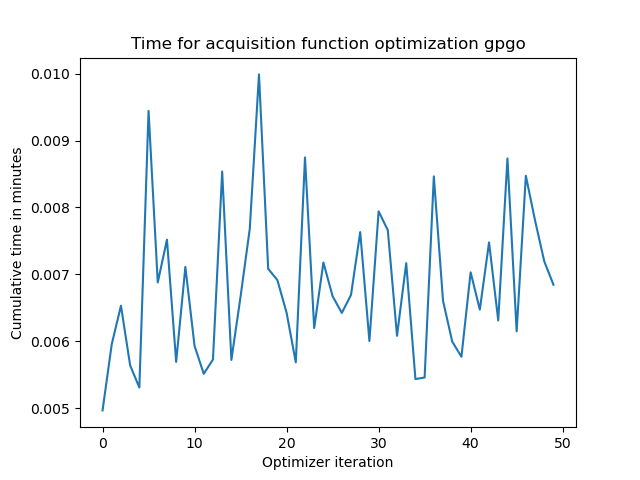 Time for acquisition function optimization gpgo
0.010
0.009
0.008
0.007
0.006
0.005
Cumulative time in minutes
0 10 20 30 40 50
Optimizer iteration